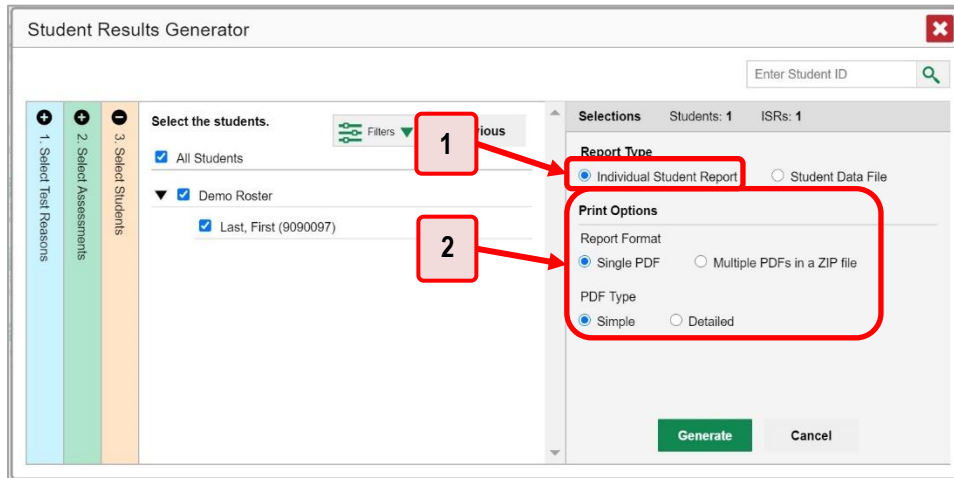 Student Results Generator
Enter Student ID
1. Select Test Reasons
2. Select Assessments
3. Select Students
Select the students.
Filters
1
All Students
Demo Roster
Last, First (9090097)
2
Selections Students: 1 ISRs: 1
Report Type
Individual Student Report Student Data File
Print Options
Report Format
Single PDF Multiple PDFs in a ZIP file
PDF Type
Simple Detailed
Generate Cancel